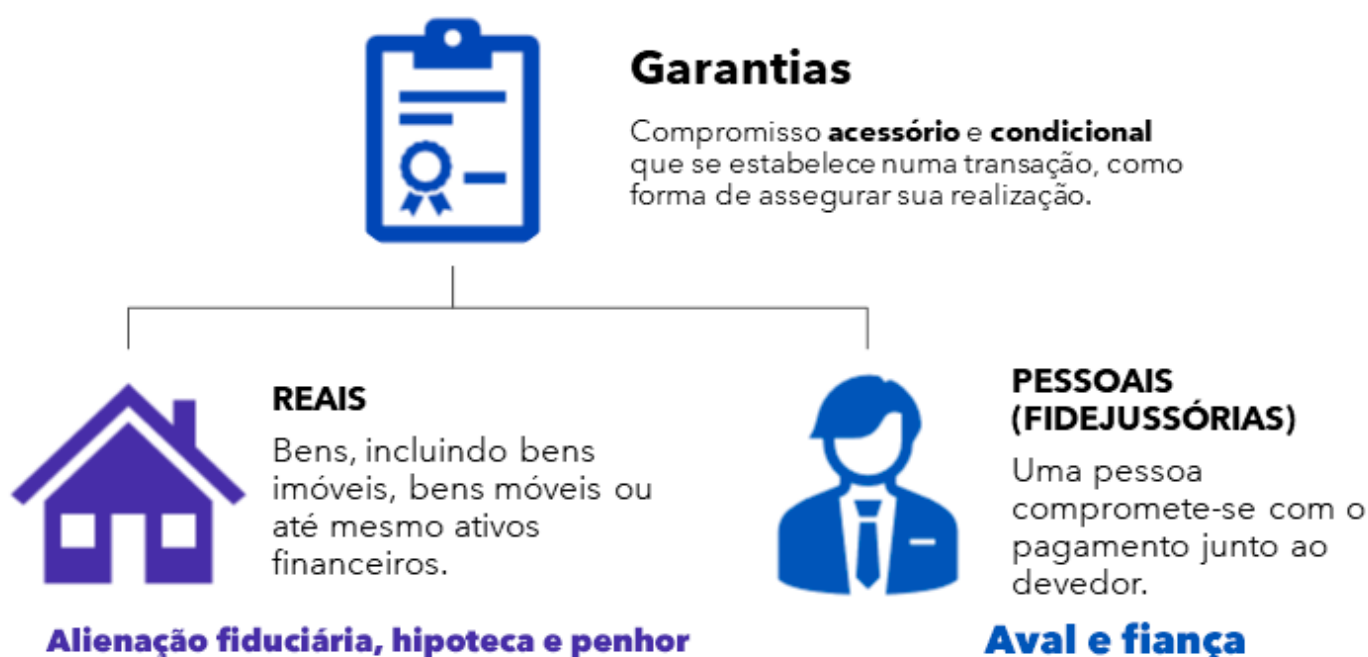 Garantias
Compromisso acessório e condicional
que se estabelece numa transação, como
forma de assegurar sua realização.
REAIS
Bens, incluindo bens
imóveis, bens móveis ou
até mesmo ativos
financeiros.
Alienação fiduciária, hipoteca e penhor
PESSOAIS
(FIDEJUSSÓRIAS)
Uma pessoa
compromete-se com o
pagamento junto ao
devedor.
Aval e fiança